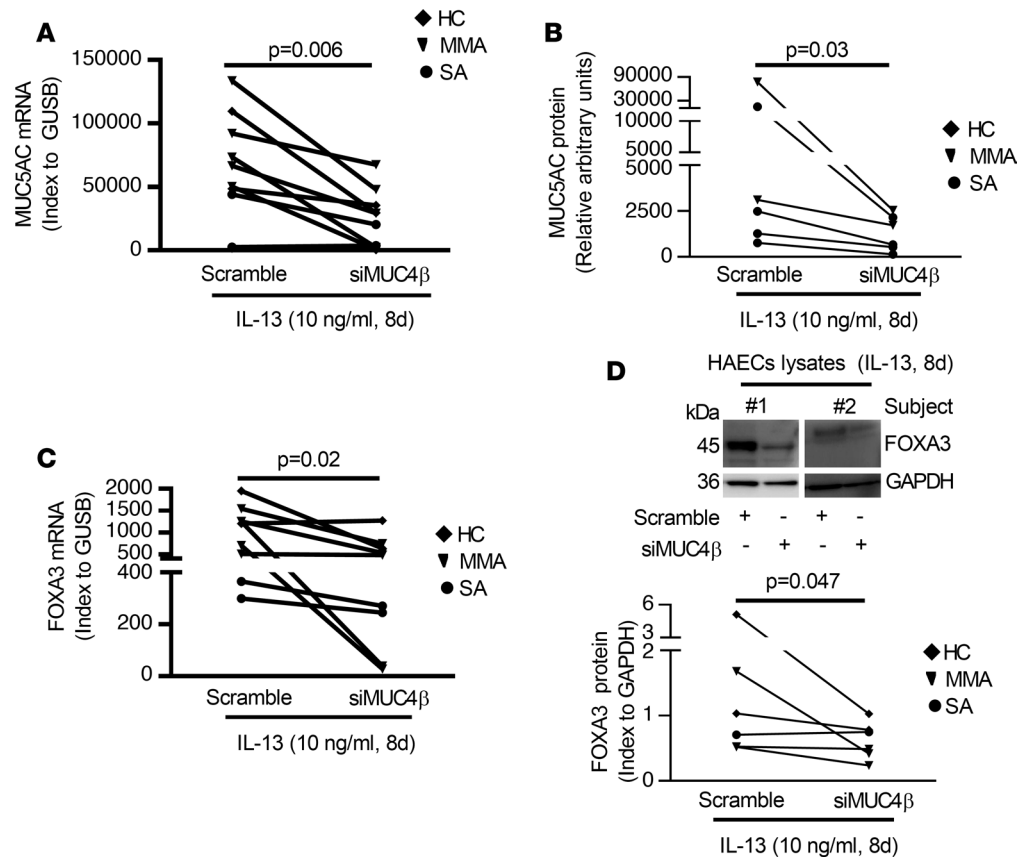 A
HC
MMA
SA
p=0.006
MUC5AC mRNA
(Index to GUSB)
150000
100000
50000
0
Scramble siMUC4β
IL-13 (10 ng/ml, 8d)
B
p=0.03
MUC5AC protein
(Relative arbitrary units)
90000
30000
10000
5000
5000
2500
0
HC
MMA
SA
Scramble siMUC4β
IL-13 (10 ng/ml, 8d)
C
p=0.02
FOXA3 mRNA
(Index to GUSB)
2000
1500
1000
500
400
200
0
HC
MMA
SA
Scramble siMUC4β
IL-13 (10 ng/ml, 8d)
D
HAECs lysates (IL-13, 8d)
kDa #1 #2 Subject
45 FOXA3
36 GAPDH
Scramble + - + -
siMUC4β - + - +
p=0.047
FOXA3 protein
(Index to GAPDH)
6
3
2
1
0
HC
MMA
SA
Scramble siMUC4β
IL-13 (10 ng/ml, 8d)